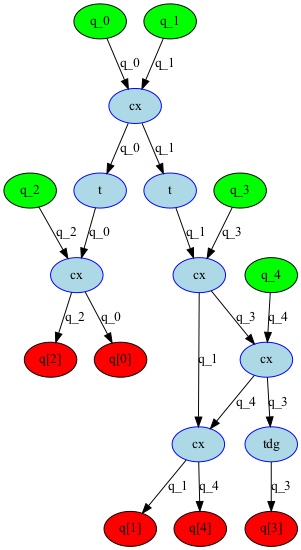 q_0 q_1
q_0 q_1
cx
q_0 q_1
q_2 t t q_3
q_2 q_0 q_1 q_3
cx cx q_4
q_2 q_0 q_3 q_4
q[2] q[0] q_1 cx
q_4 q_3
cx tdg
q_1 q_4 q_3
q[1] q[4] q[3]